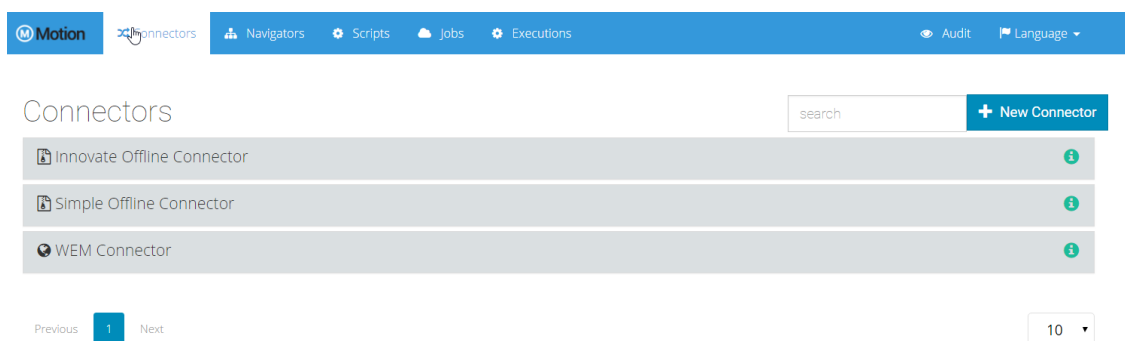 Motion Connectors Navigators Scripts Jobs Executions Audit Language
Connectors search New Connector
Innovate Offline Connector
Simple Offline Connector
WEM Connector
Previous 1 Next 10